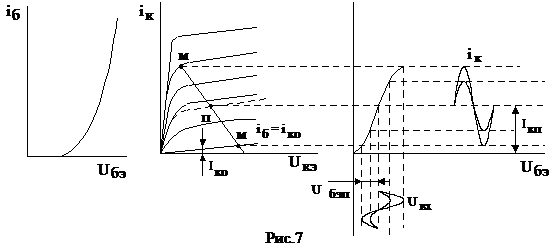 iб
Uбэ
iк
м
п
м
iб=iко
Iко
Uкэ
U бэп
Uвх
iк
Iкп
Uбэ
Рис.7